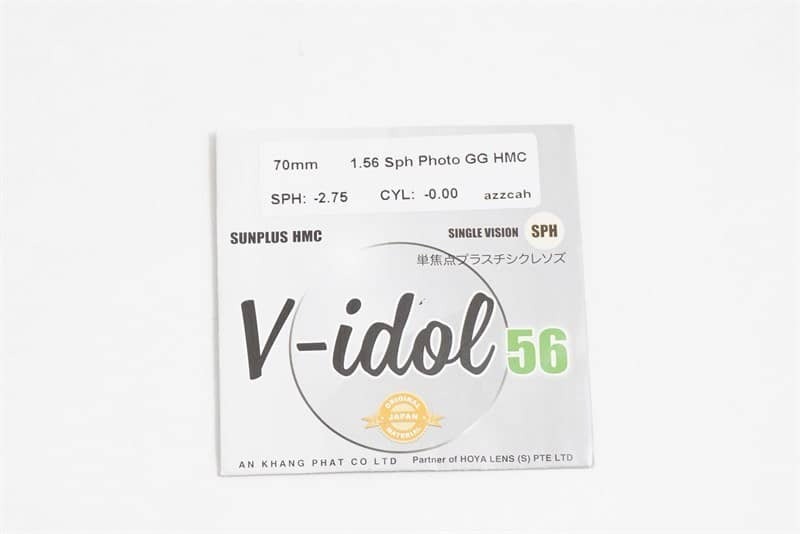 70mm 1.56 Sph Photo GG HMC
SPH: -2.75 CYL: -0.00 azzcah
SUNPLUS HMC SINGLE VISION SPH
単焦点プラスチシクレソズ
V-idol 56
ORIGINAL
JAPAN
MATERIAL
AN KHANG PHAT CO LTD Partner of HOYA LENS (S) PTE LTD